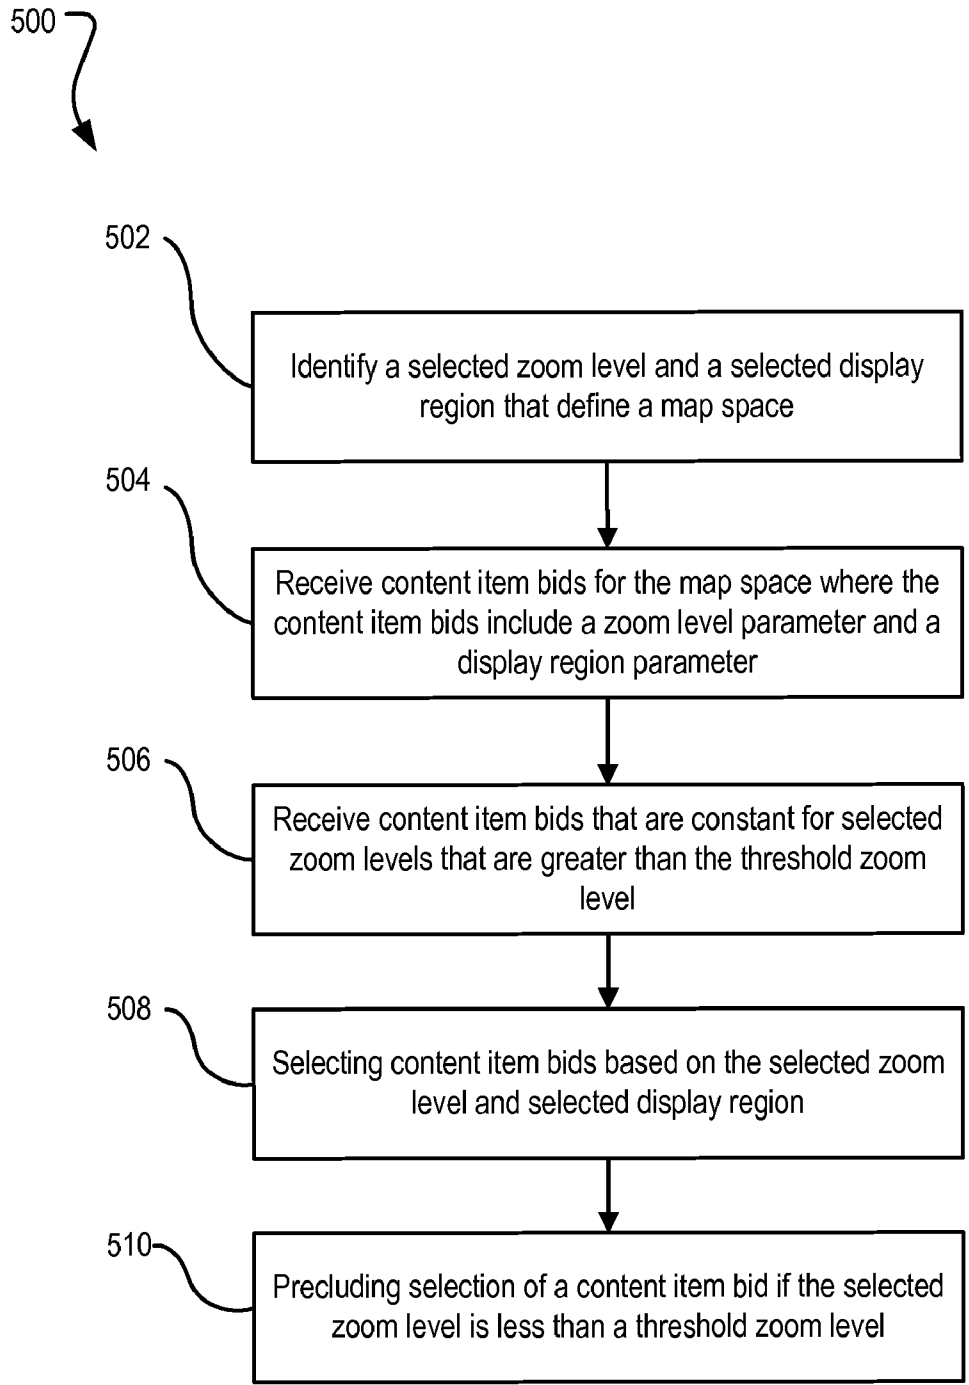 500
502
Identify a selected zoom level and a selected display
region that define a map space
504
Receive content item bids for the map space where the
content item bids include a zoom level parameter and a
display region parameter
506
Receive content item bids that are constant for selected
zoom levels that are greater than the threshold zoom
level
508
Selecting content item bids based on the selected zoom
level and selected display region
510
Precluding selection of a content item bid if the selected
zoom level is less than a threshold zoom level